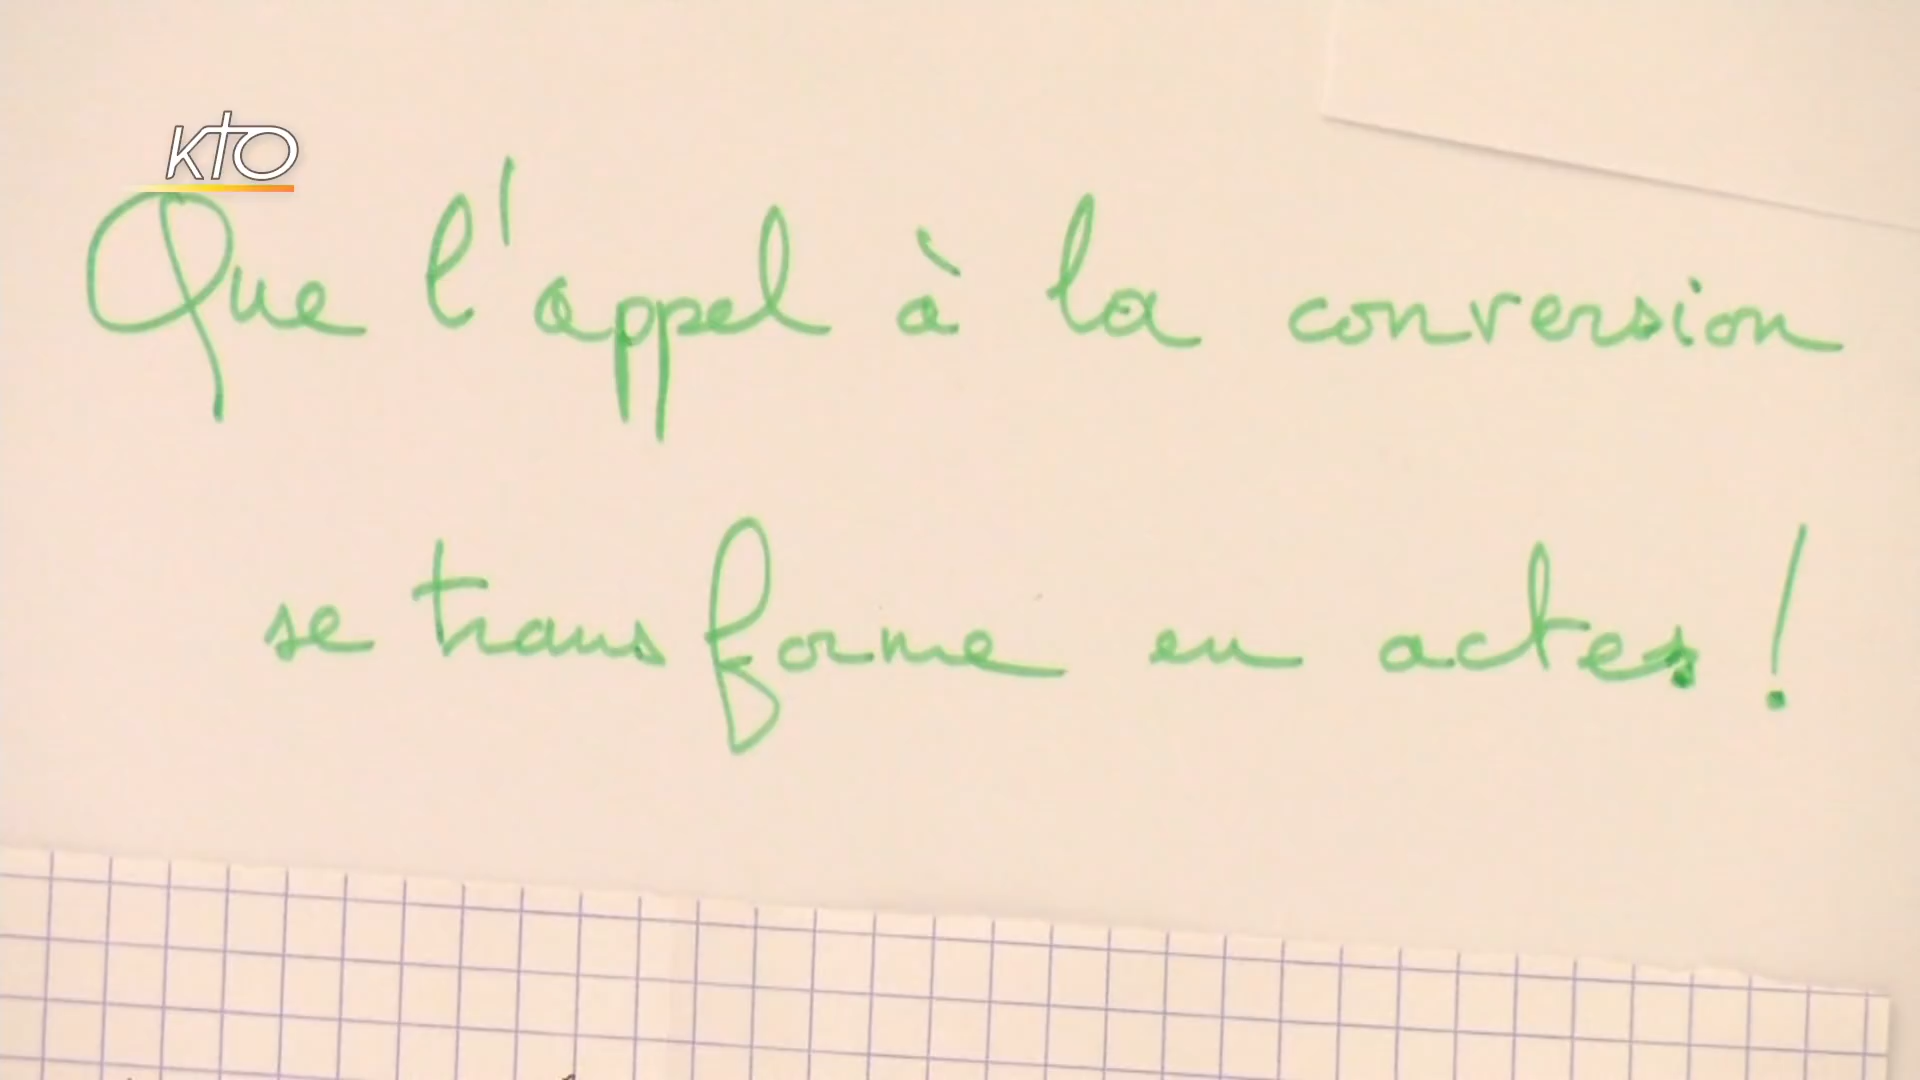 KTO
Que l'appel à la conversion
se transforme en actes !